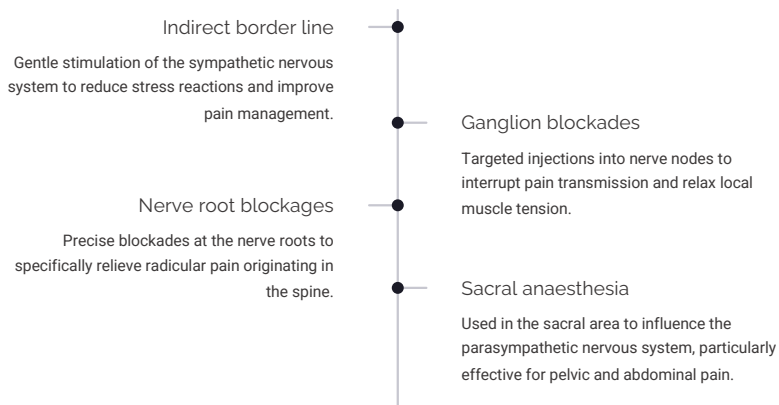 Indirect border line
Gentle stimulation of the sympathetic nervous
system to reduce stress reactions and improve
pain management.
Ganglion blockades
Targeted injections into nerve nodes to
interrupt pain transmission and relax local
muscle tension.
Nerve root blockages
Precise blockades at the nerve roots to
specifically relieve radicular pain originating in
the spine.
Sacral anaesthesia
Used in the sacral area to influence the
parasympathetic nervous system, particularly
effective for pelvic and abdominal pain.